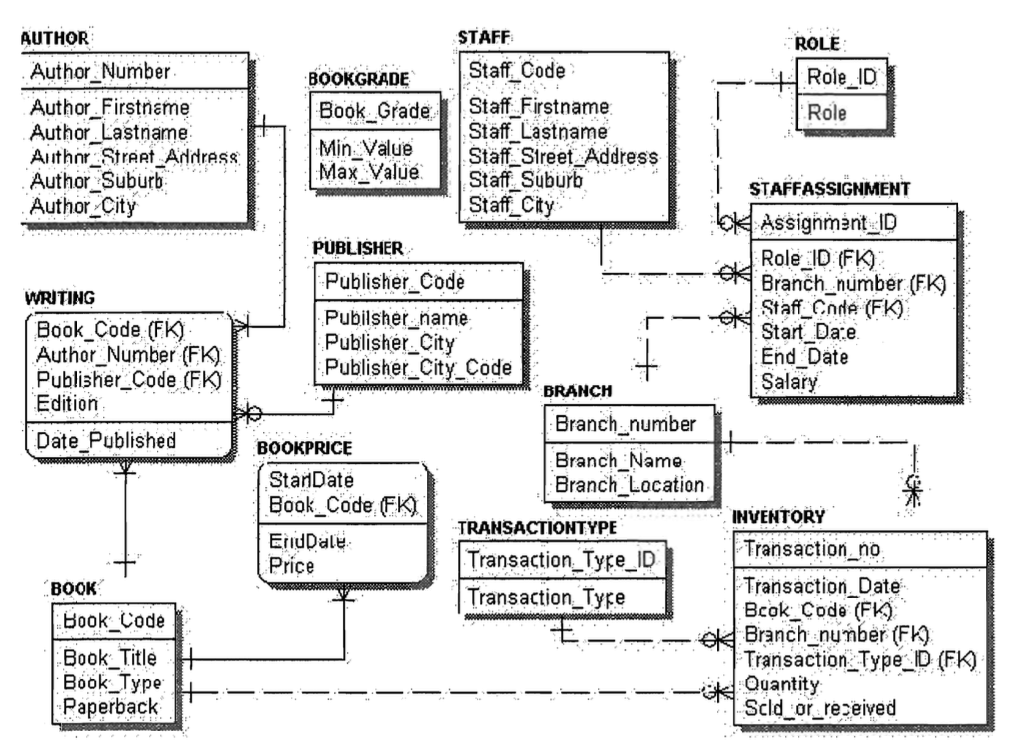 AUTHOR
Author_Number
Author_Firstname
Author_Lastname
Author_Street_Address
Author_Suburb
Author_City
BOOKGRADE
Book_Grade
Min_Value
Max_Value
STAFF
Staff_Code
Staff_Firstname
Staff_Lastname
Staff_Street_Address
Staff_Suburb
Staff_City
ROLE
Role_ID
Role
STAFFASSIGNMENT
Assignment_ID
Role_ID (FK)
Branch_number (FK)
Staff_Code (FK)
Start_Date
End_Date
Salary
PUBLISHER
Publisher_Code
Publisher_name
Publisher_City
Publisher_City_Code
WRITING
Book_Code (FK)
Author_Number (FK)
Publisher_Code (FK)
Edition
Date_Published
BRANCH
Branch_number
Branch_Name
Branch_Location
BOOKPRICE
StartDate
Book_Code (FK)
EndDate
Price
TRANSACTIONTYPE
Transaction_Type_ID
Transaction_Type
INVENTORY
Transaction_no
Transaction_Date
Book_Code (FK)
Branch_number (FK)
Transaction_Type_ID (FK)
Quantity
Sold_or_received
BOOK
Book_Code
Book_Title
Book_Type
Paperback